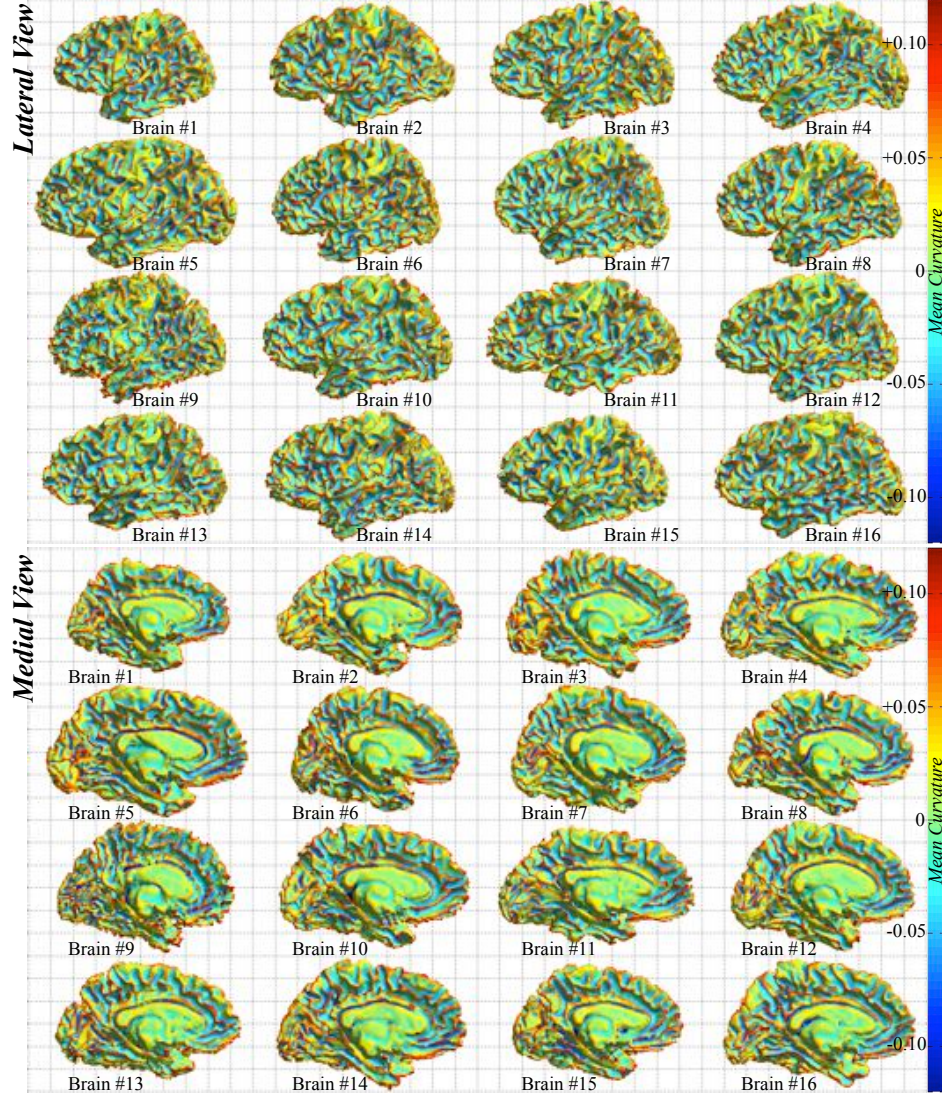 Lateral View
Brain #1 Brain #2 Brain #3 Brain #4
Brain #5 Brain #6 Brain #7 Brain #8
Brain #9 Brain #10 Brain #11 Brain #12
Brain #13 Brain #14 Brain #15 Brain #16
+0.10
+0.05
0
-0.05
-0.10
Mean Curvature
Medial View
Brain #1 Brain #2 Brain #3 Brain #4
Brain #5 Brain #6 Brain #7 Brain #8
Brain #9 Brain #10 Brain #11 Brain #12
Brain #13 Brain #14 Brain #15 Brain #16
+0.10
+0.05
0
-0.05
-0.10
Mean Curvature